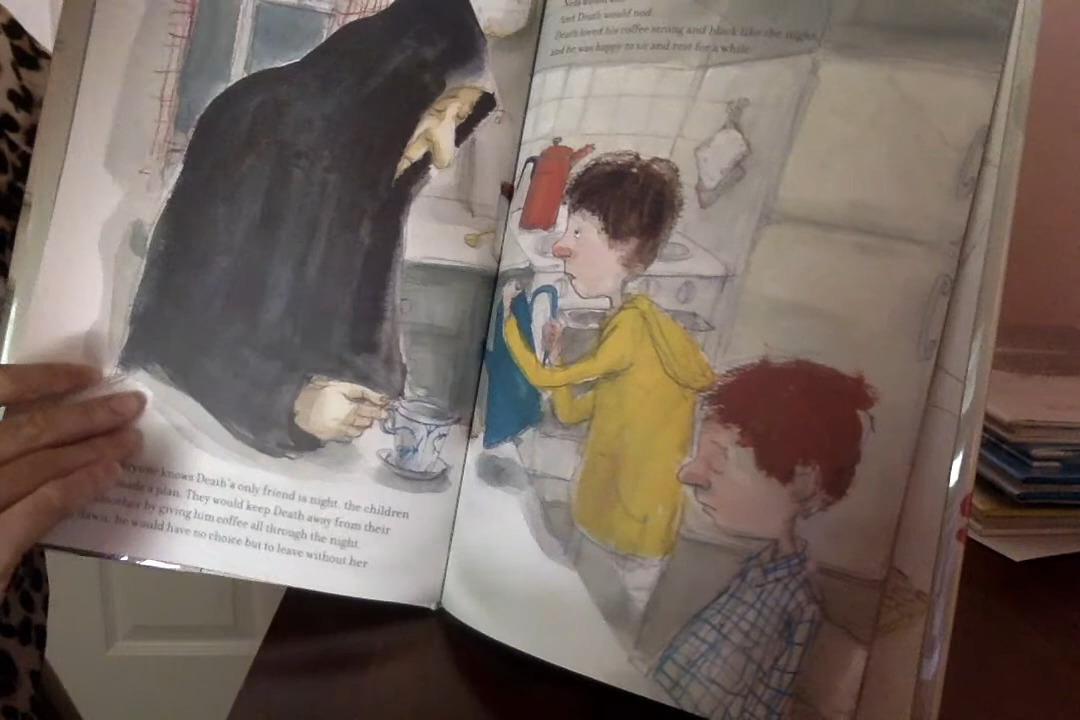 knows Death's only friend is night, the children
made a plan. They would keep Death away from their
by giving him coffee all through the night.
dawn, he would have no choice but to leave without her
And Death would nod.
Death loved his coffee strong and black like the night,
and he was happy to sit and rest for a while.